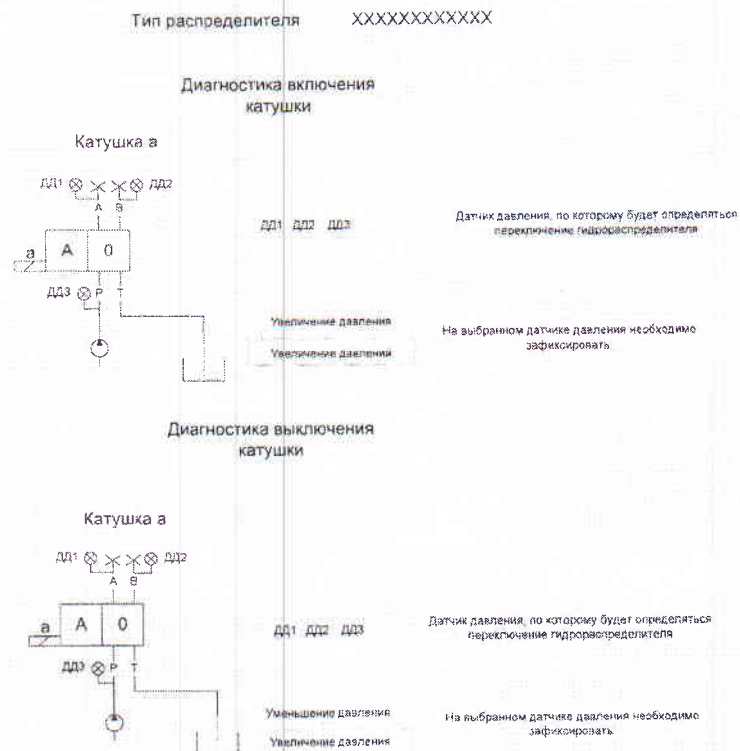 Тип распределителя XXXXXXXXXXXX
Диагностика включения
катушки
Катушка а
ДД1 ДД2
А В
ДД1 ДД2 ДД3
Датчик давления, по которому будет определяться
переключение гидрораспределителя
а А 0
ДД3 Р Т
Увеличение давления
Увеличение давления
На выбранном датчике давления необходимо
зафиксировать
Диагностика выключения
катушки
Катушка а
ДД1 ДД2
А В
а А 0
ДД1 ДД2 ДД3
Датчик давления, по которому будет определяться
переключение гидрораспределителя
ДД3 Р Т
Уменьшение давления
Увеличение давления
На выбранном датчике давления необходимо
зафиксировать